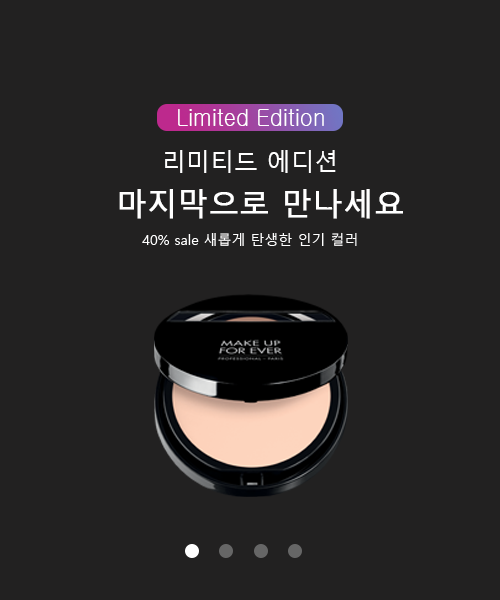 Limited Edition
리미티드 에디션
마지막으로 만나세요
40% sale 새롭게 탄생한 인기 컬러
MAKE UP
FOR EVER
PROFESSIONAL - PARIS